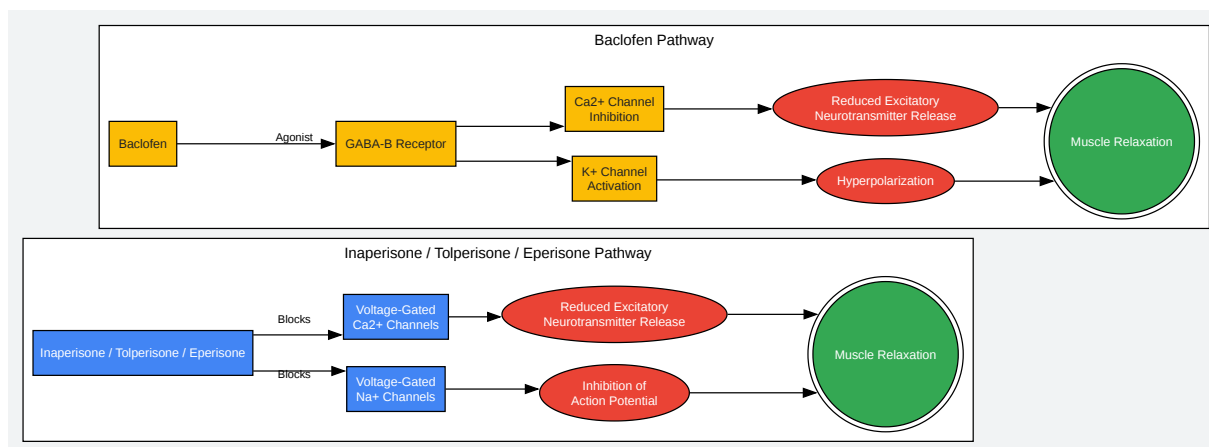 Baclofen Pathway
Baclofen
Agonist
GABA-B Receptor
Ca2+ Channel
Inhibition
K+ Channel
Activation
Reduced Excitatory
Neurotransmitter Release
Hyperpolarization
Muscle Relaxation
Inaperisone / Tolperisone / Eperisone Pathway
Inaperisone / Tolperisone / Eperisone
Blocks
Blocks
Voltage-Gated
Ca2+ Channels
Voltage-Gated
Na+ Channels
Reduced Excitatory
Neurotransmitter Release
Inhibition of
Action Potential
Muscle Relaxation